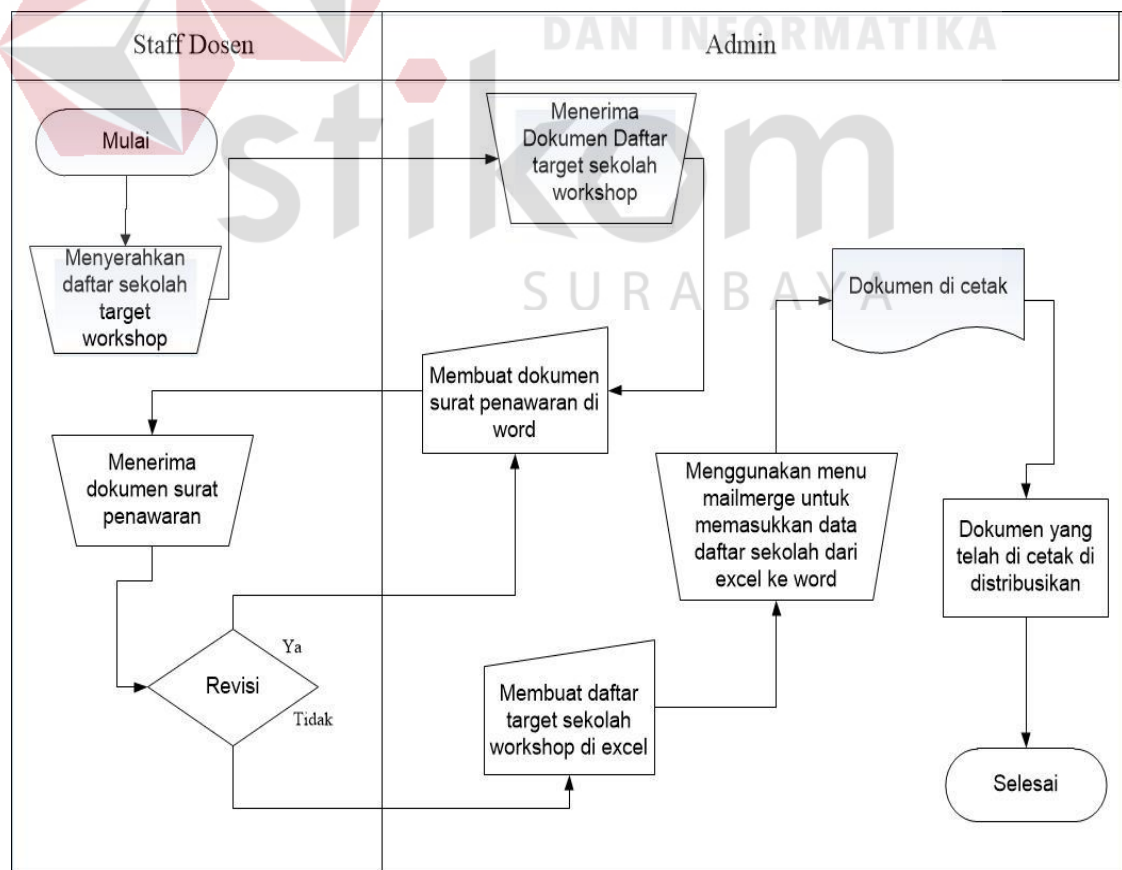 DAN INFORMATIKA
Staff Dosen
Admin
stikom
SURABAYA
Mulai
Menyerahkan
daftar sekolah
target
workshop
Menerima
Dokumen Daftar
target sekolah
workshop
Membuat dokumen
surat penawaran di
word
Menerima
dokumen surat
penawaran
Revisi
Ya
Tidak
Membuat daftar
target sekolah
workshop di excel
Menggunakan menu
mailmerge untuk
memasukkan data
daftar sekolah dari
excel ke word
Dokumen di cetak
Dokumen yang
telah di cetak di
distribusikan
Selesai